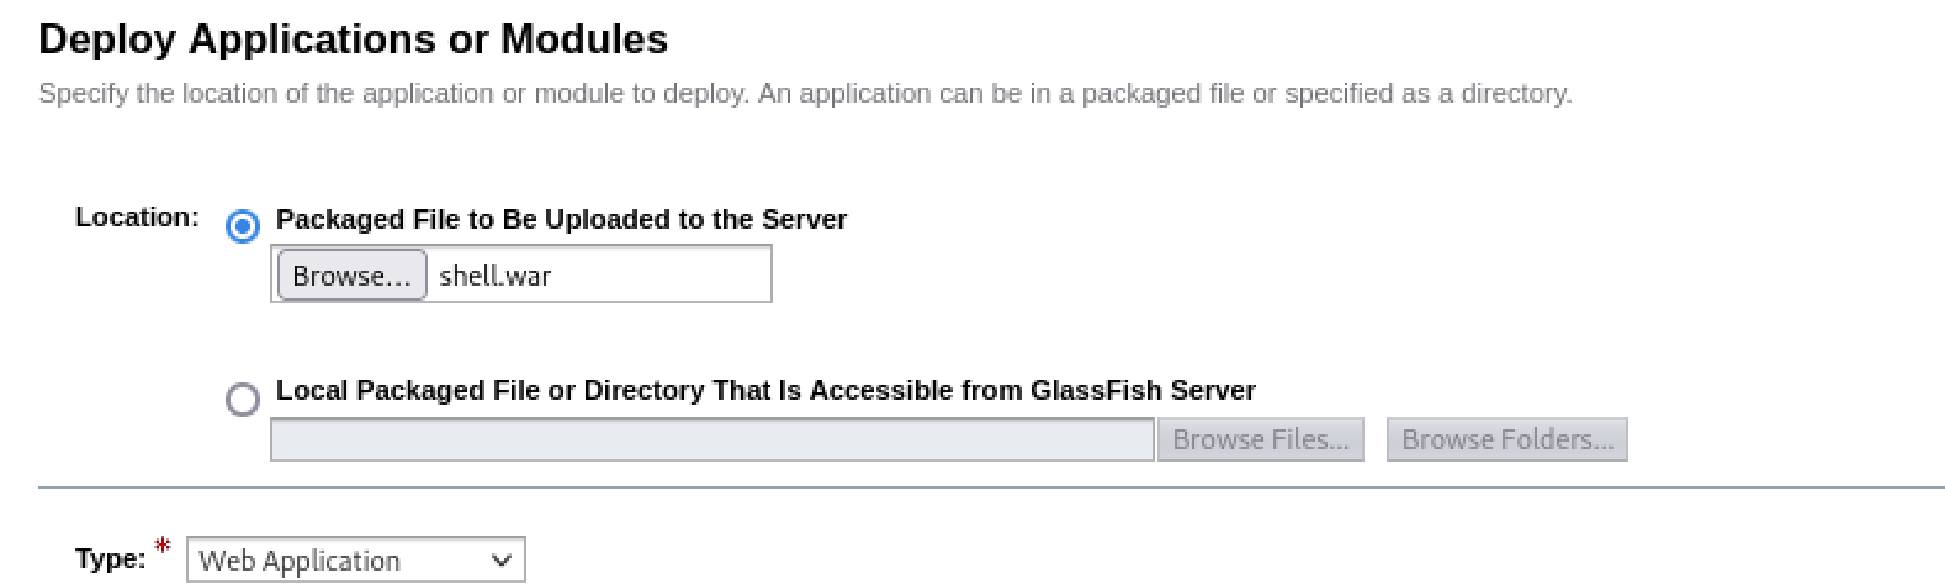 Deploy Applications or Modules
Specify the location of the application or module to deploy. An application can be in a packaged file or specified as a directory.
Location: Packaged File to Be Uploaded to the Server
Browse... shell.war
Local Packaged File or Directory That Is Accessible from GlassFish Server
Browse Files... Browse Folders...
Type: * Web Application